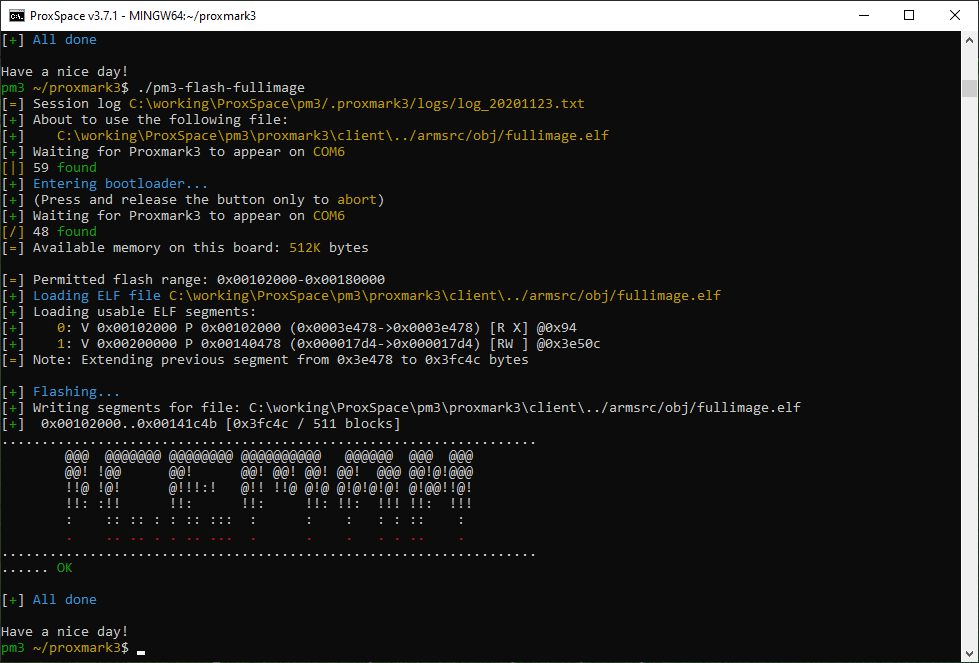 ProxSpace v3.7.1 - MINGW64:~/proxmark3
[+] All done
Have a nice day!
pm3 ~/proxmark3$ ./pm3-flash-fullimage
[=] Session log C:\working\ProxSpace\pm3/.proxmark3/logs/log_20201123.txt
[+] About to use the following file:
[+]    C:\working\ProxSpace\pm3\proxmark3\client\../armsrc/obj/fullimage.elf
[+] Waiting for Proxmark3 to appear on COM6
[|] 59 found
[+] Entering bootloader...
[+] (Press and release the button only to abort)
[+] Waiting for Proxmark3 to appear on COM6
[/] 48 found
[=] Available memory on this board: 512K bytes
[=] Permitted flash range: 0x00102000-0x00180000
[+] Loading ELF file C:\working\ProxSpace\pm3\proxmark3\client\../armsrc/obj/fullimage.elf
[+] Loading usable ELF segments:
[+]    0: V 0x00102000 P 0x00102000 (0x0003e478->0x0003e478) [R X] @0x94
[+]    1: V 0x00200000 P 0x00140478 (0x000017d4->0x000017d4) [RW ] @0x3e50c
[=] Note: Extending previous segment from 0x3e478 to 0x3fc4c bytes
[+] Flashing...
[+] Writing segments for file: C:\working\ProxSpace\pm3\proxmark3\client\../armsrc/obj/fullimage.elf
[+]  0x00102000..0x00141c4b [0x3fc4c / 511 blocks]
...................................................................
        @@@  @@@@@@@ @@@@@@@@ @@@@@@@@@@   @@@@@@  @@@  @@@
        @@! !@@      @@!      @@! @@! @@! @@!  @@@ @@!@!@@@
        !!@ !@!      @!!!:!   @!! !!@ @!@ @!@!@!@! @!@@!!@!
        !!: :!!      !!:      !!:     !!: !!:  !!! !!:  !!!
        :    :: :: : : :: :::  :      :    :   : : ::    :
        .    .. .. . . .. ...  .      .    .   . . ..    .
...................................................................
...... OK
[+] All done
Have a nice day!
pm3 ~/proxmark3$